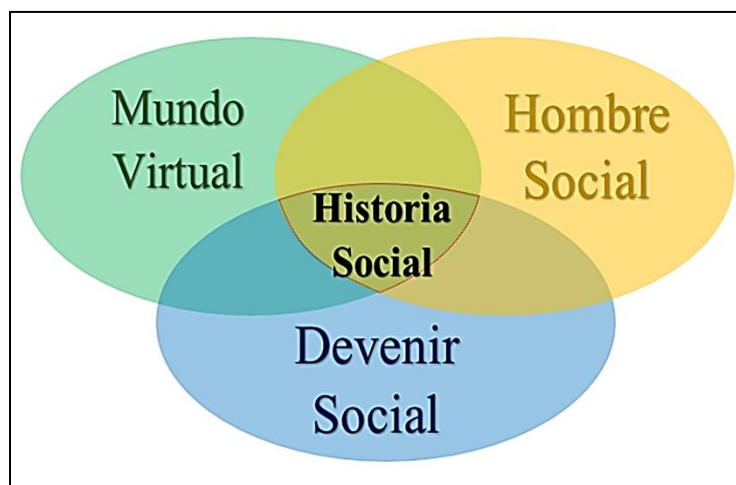 Mundo
Virtual
Hombre
Social
Historia
Social
Devenir
Social